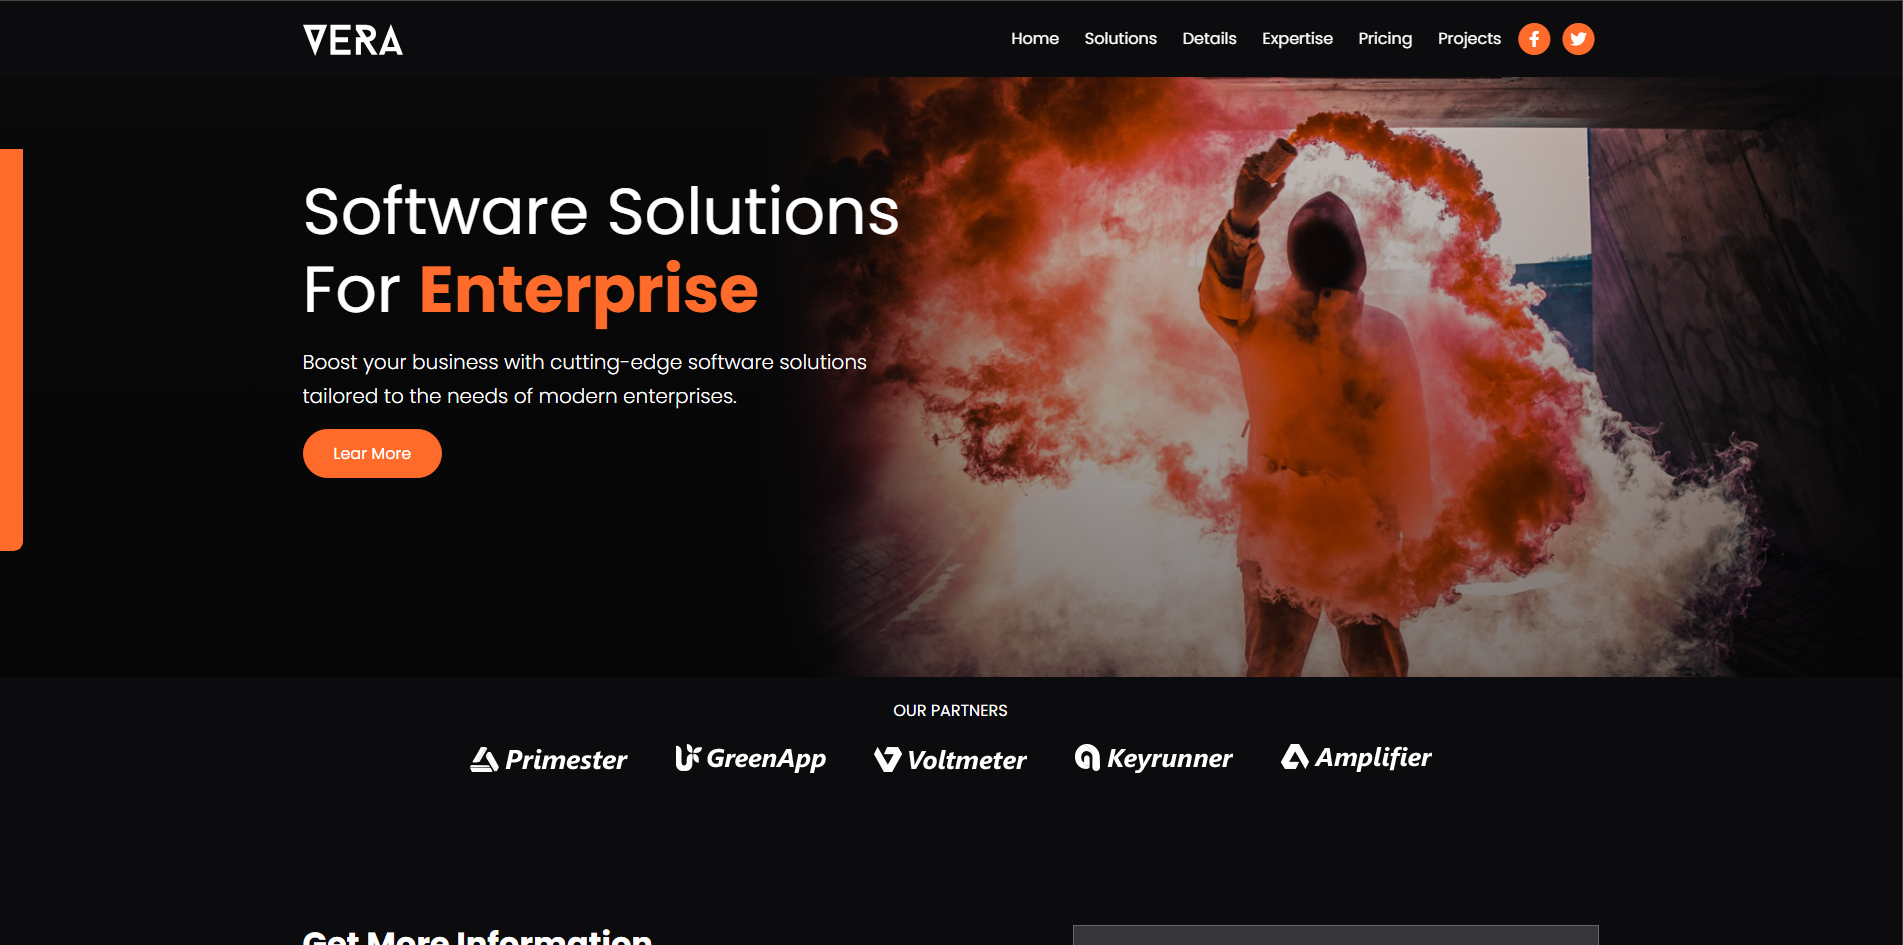 VERA
Home Solutions Details Expertise Pricing Projects
Software Solutions
For Enterprise
Boost your business with cutting-edge software solutions
tailored to the needs of modern enterprises.
Lear More
OUR PARTNERS
Primester GreenApp Voltmeter Keyrunner Amplifier
Get More Information